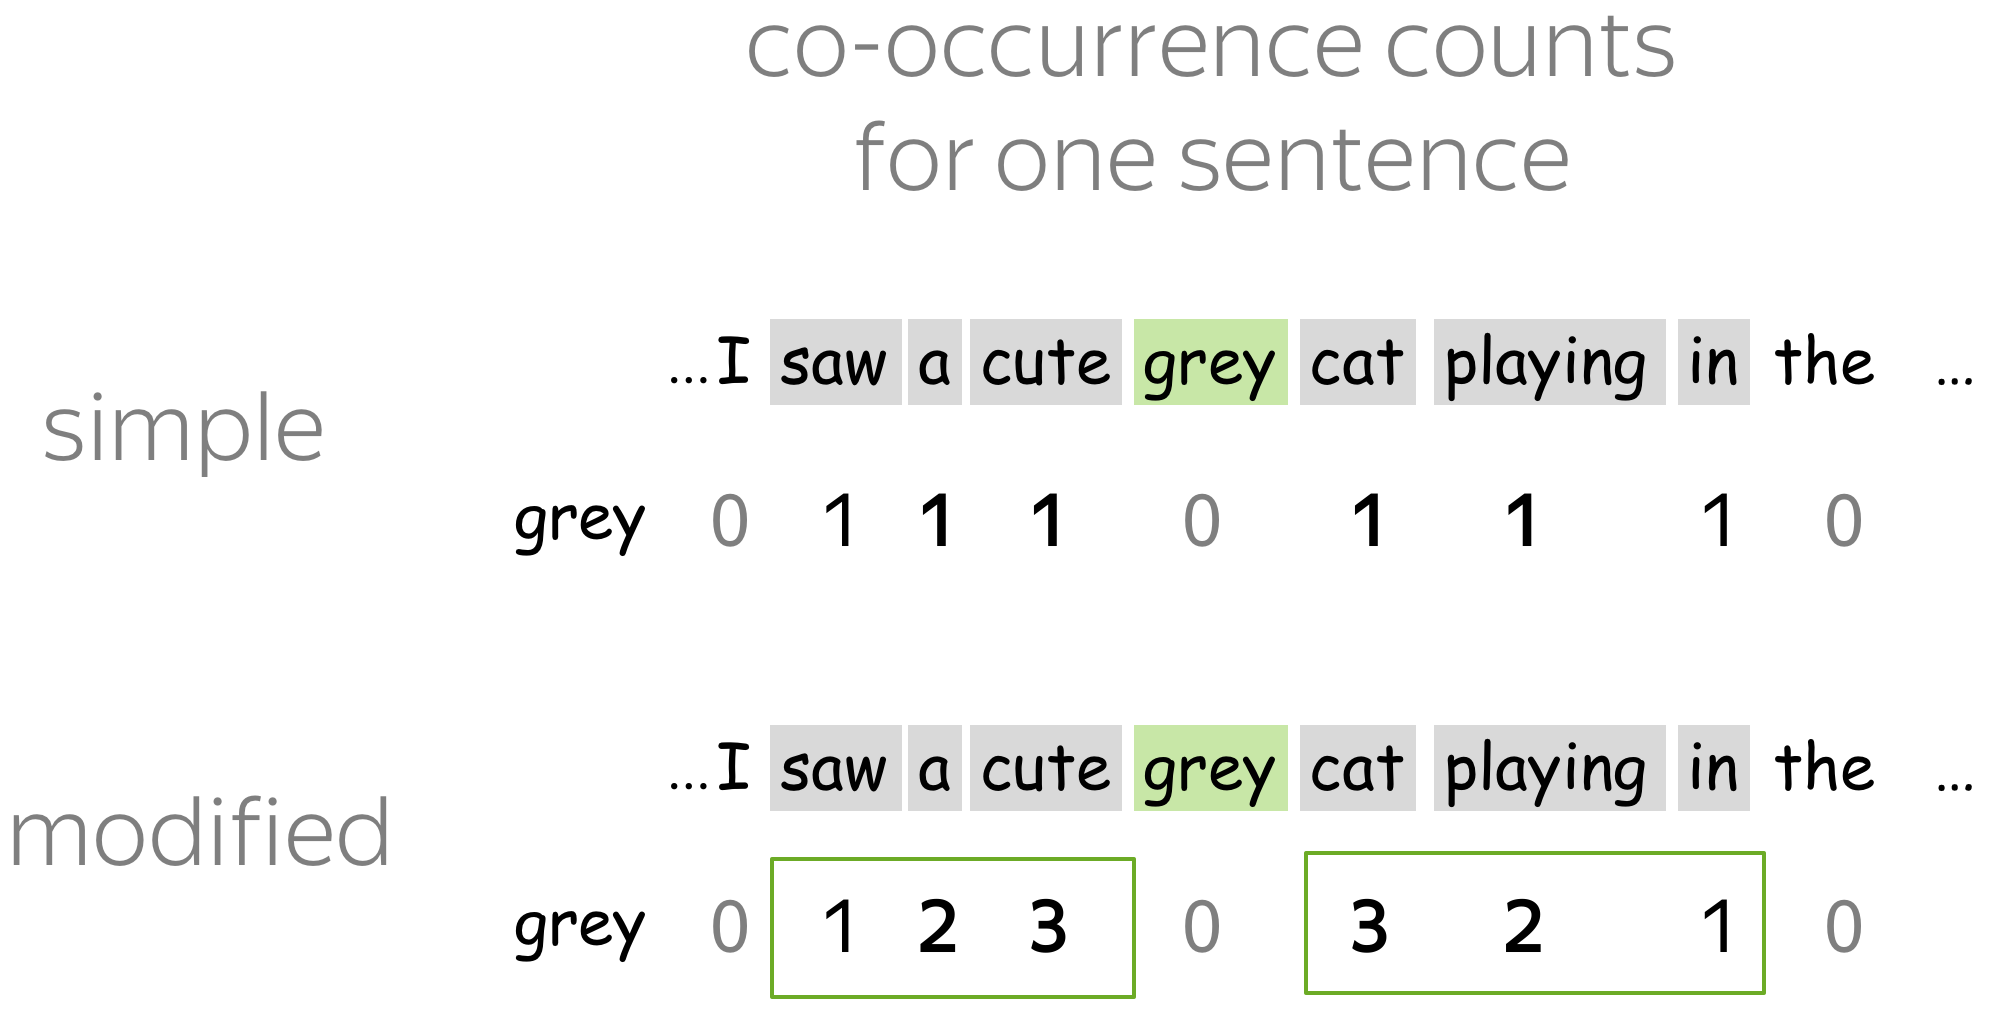 co-occurrence counts
for one sentence
...I saw a cute grey cat playing in the ...
simple
grey 0 1 1 1 0 1 1 1 0
...I saw a cute grey cat playing in the ...
modified
grey 0 1 2 3 0 3 2 1 0